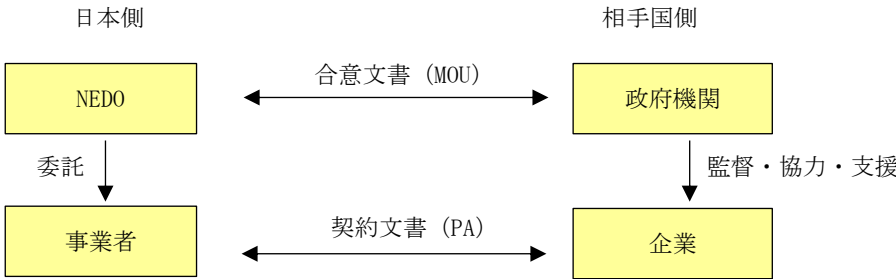 日本側
相手国側
合意文書 (MOU)
NEDO
政府機関
委託
監督・協力・支援
契約文書 (PA)
事業者
企業